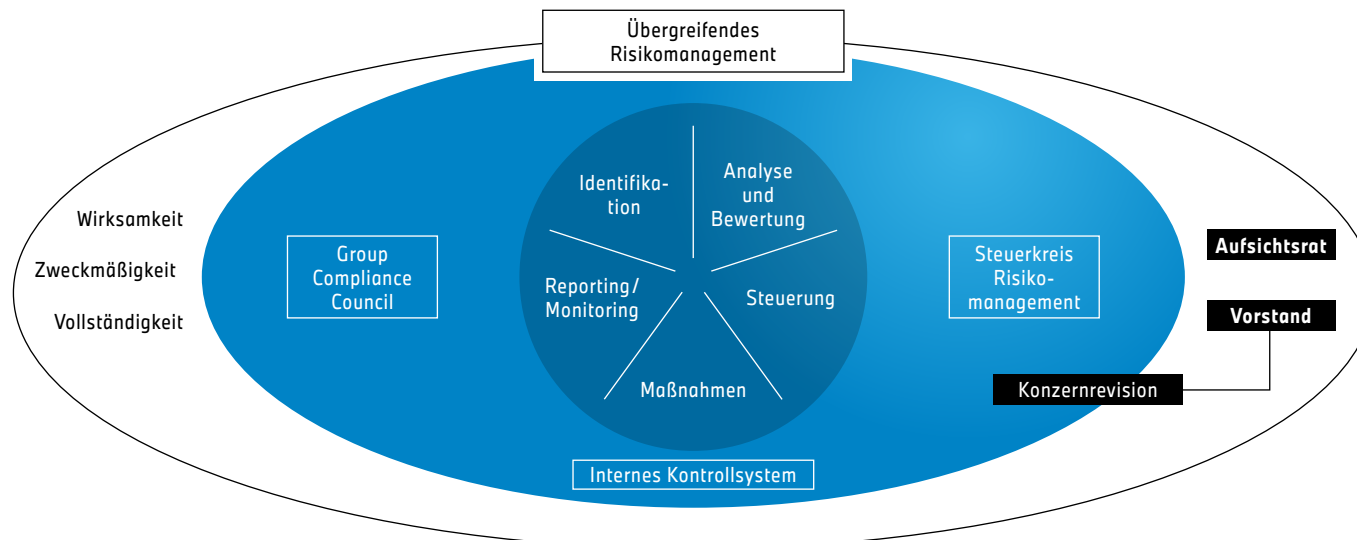 Übergreifendes
Risikomanagement
Identifika-
tion
Analyse
und
Bewertung
Wirksamkeit
Zweckmäßigkeit
Vollständigkeit
Group
Compliance
Council
Reporting/
Monitoring
Steuerung
Maßnahmen
Steuerkreis
Risiko-
management
Aufsichtsrat
Vorstand
Konzernrevision
Internes Kontrollsystem